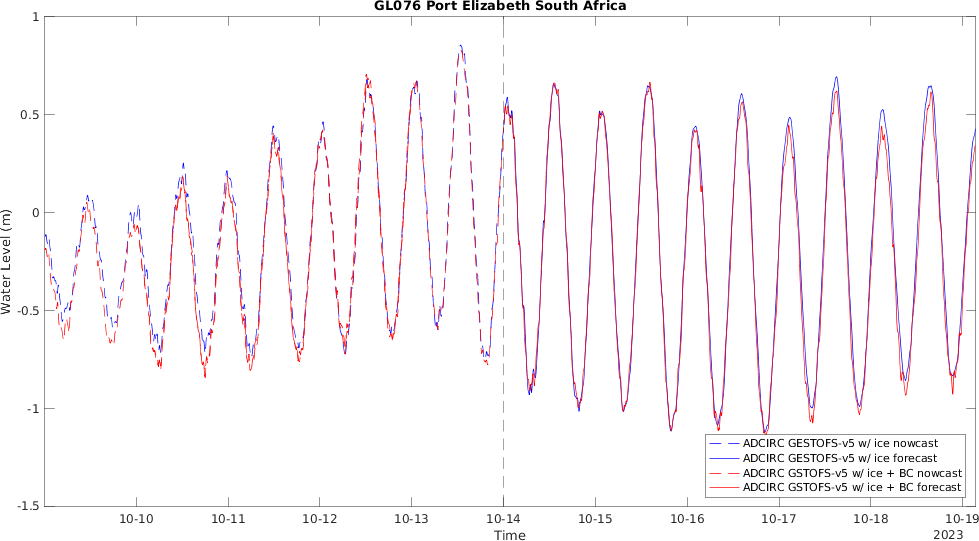 GL076 Port Elizabeth South Africa
1
0.5
0
-0.5
-1
-1.5
Water Level (m)
ADCIRC GESTOFS-v5 w/ ice nowcast
ADCIRC GESTOFS-v5 w/ ice forecast
ADCIRC GSTOFS-v5 w/ ice + BC nowcast
ADCIRC GSTOFS-v5 w/ ice + BC forecast
10-10 10-11 10-12 10-13 10-14 10-15 10-16 10-17 10-18 10-19
Time 2023